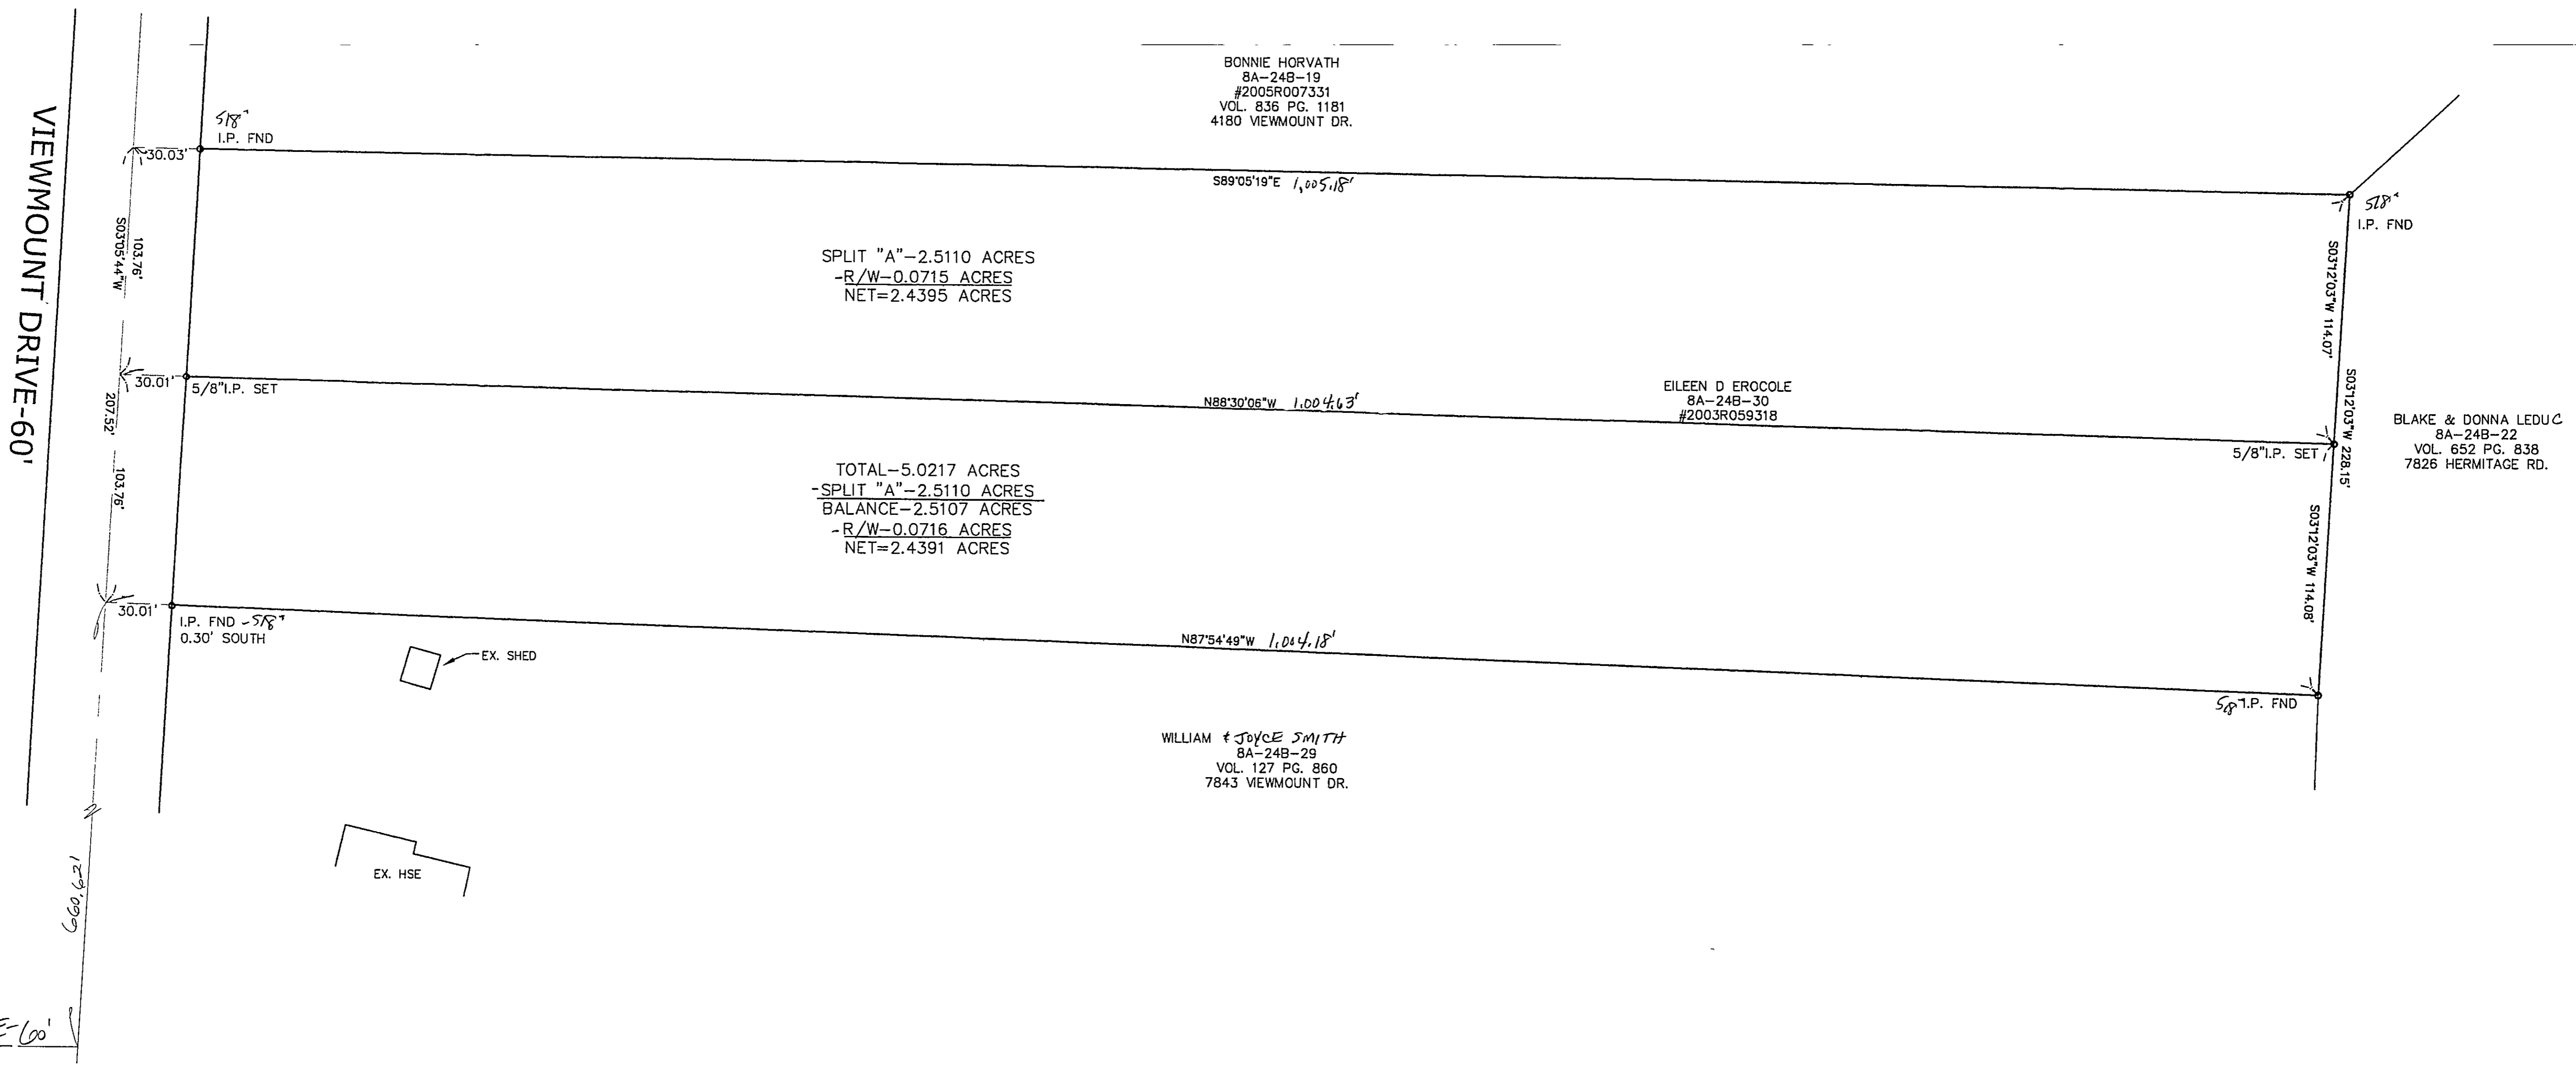 BONNIE HORVATH
8A-24B-19
#2005R007331
VOL. 836 PG. 1181
4180 VIEWMOUNT DR.
VIEWMOUNT DRIVE-60'
5/8"
I.P. FND
30.03'
S89°05'19"E 1,005.18'
5/8"
I.P. FND
103.76'
S03°05'44"W
SPLIT "A"-2.5110 ACRES
-R/W-0.0715 ACRES
NET=2.4395 ACRES
S03°12'03"W 114.07'
30.01'
5/8"I.P. SET
N88°30'06"W 1,004.63'
EILEEN D EROCOLE
8A-24B-30
#2003R059318
S03°12'03"W 228.15'
5/8"I.P. SET
BLAKE & DONNA LEDUC
8A-24B-22
VOL. 652 PG. 838
7826 HERMITAGE RD.
207.52'
103.76'
TOTAL-5.0217 ACRES
-SPLIT "A"-2.5110 ACRES
BALANCE-2.5107 ACRES
-R/W-0.0716 ACRES
NET=2.4391 ACRES
S03°12'03"W 114.08'
30.01'
I.P. FND -5/8"
0.30' SOUTH
EX. SHED
N87°54'49"W 1,004.18'
5/8"I.P. FND
WILLIAM & JOYCE SMITH
8A-24B-29
VOL. 127 PG. 860
7843 VIEWMOUNT DR.
EX. HSE
660.62'
E-60'